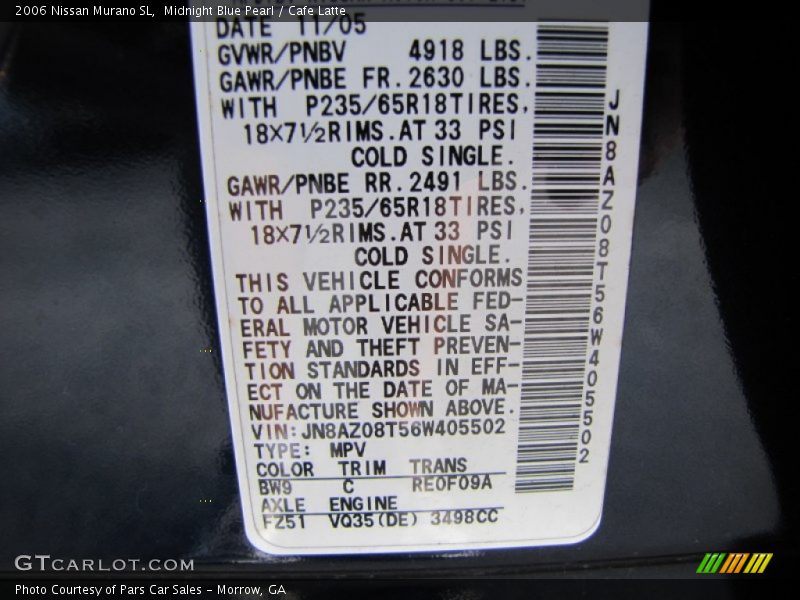 2006 Nissan Murano SL,  Midnight Blue Pearl / Cafe Latte
DATE 11/05
GVWR/PNBV 4918 LBS.
GAWR/PNBE FR. 2630 LBS.
WITH P235/65R18TIRES,
18X7½RIMS. AT 33 PSI
COLD SINGLE.
GAWR/PNBE RR. 2491 LBS.
WITH P235/65R18TIRES,
18X7½RIMS. AT 33 PSI
COLD SINGLE.
THIS VEHICLE CONFORMS
TO ALL APPLICABLE FED-
ERAL MOTOR VEHICLE SA-
FETY AND THEFT PREVEN-
TION STANDARDS IN EFF-
ECT ON THE DATE OF MA-
NUFACTURE SHOWN ABOVE.
VIN: JN8AZ08T56W405502
TYPE: MPV
COLOR TRIM TRANS
BW9 C RE0F09A
AXLE ENGINE
FZ51 VQ35(DE) 3498CC
JN8AZ08T56W405502
GTCARLOT.COM
Photo Courtesy of Pars Car Sales - Morrow, GA